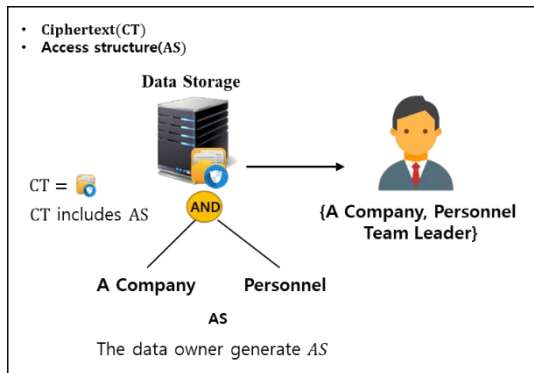 • Ciphertext(CT)
• Access structure(AS)
Data Storage
CT =
CT includes AS
AND
{A Company, Personnel
Team Leader}
A Company Personnel
AS
The data owner generate AS